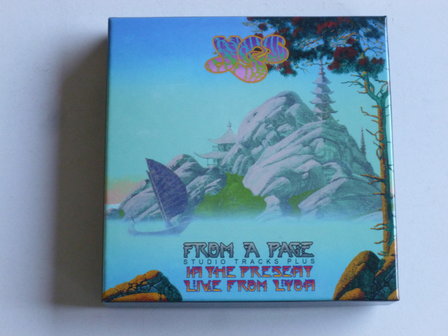 YES
FROM A PAGE
STUDIO TRACKS PLUS
IN THE PRESENT
LIVE FROM LYON